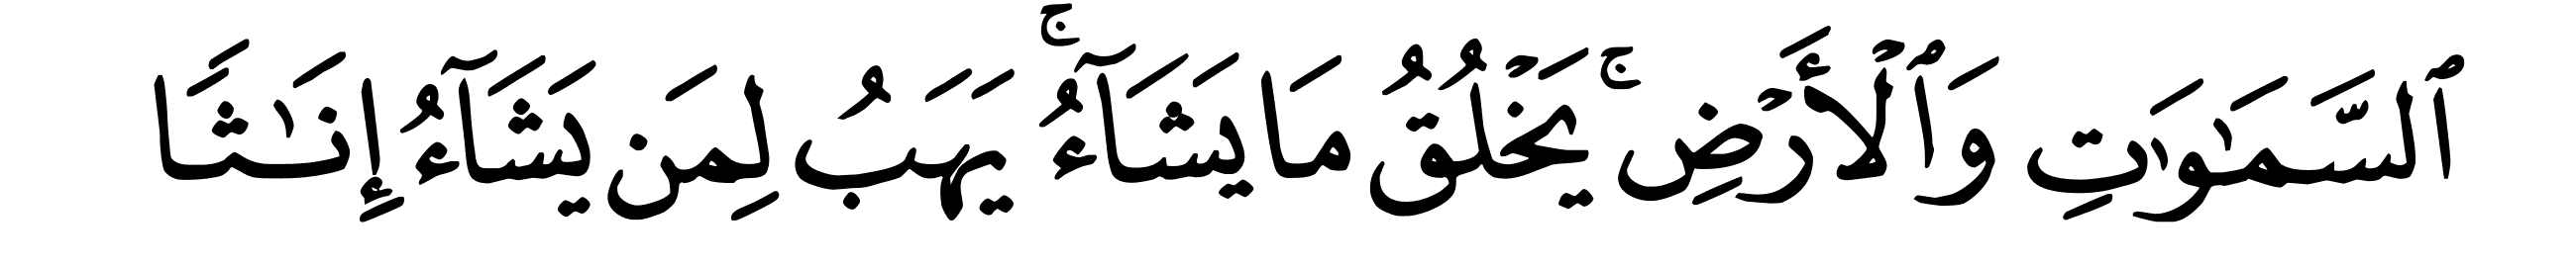 ٱلسَّمَٰوَٰتِ وَٱلْأَرْضِ ۚ يَخْلُقُ مَا يَشَآءُ ۚ يَهَبُ لِمَن يَشَآءُ إِنَٰثًا